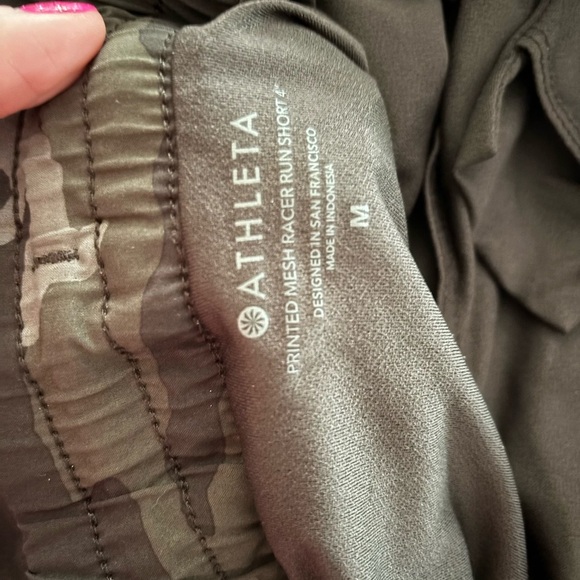 ATHLETA
PRINTED MESH RACER RUN SHORT 4"
DESIGNED IN SAN FRANCISCO
MADE IN INDONESIA
M